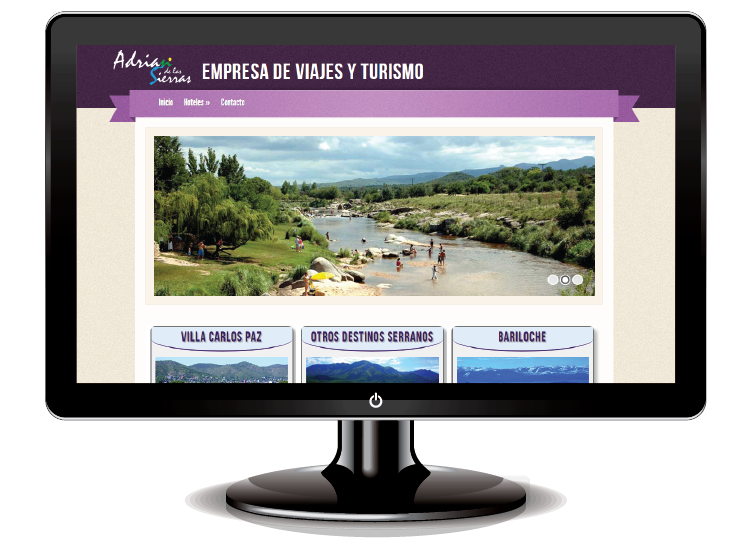 Adrian
de las
Sierras
EMPRESA DE VIAJES Y TURISMO
Inicio Hoteles » Contacto
VILLA CARLOS PAZ OTROS DESTINOS SERRANOS BARILOCHE